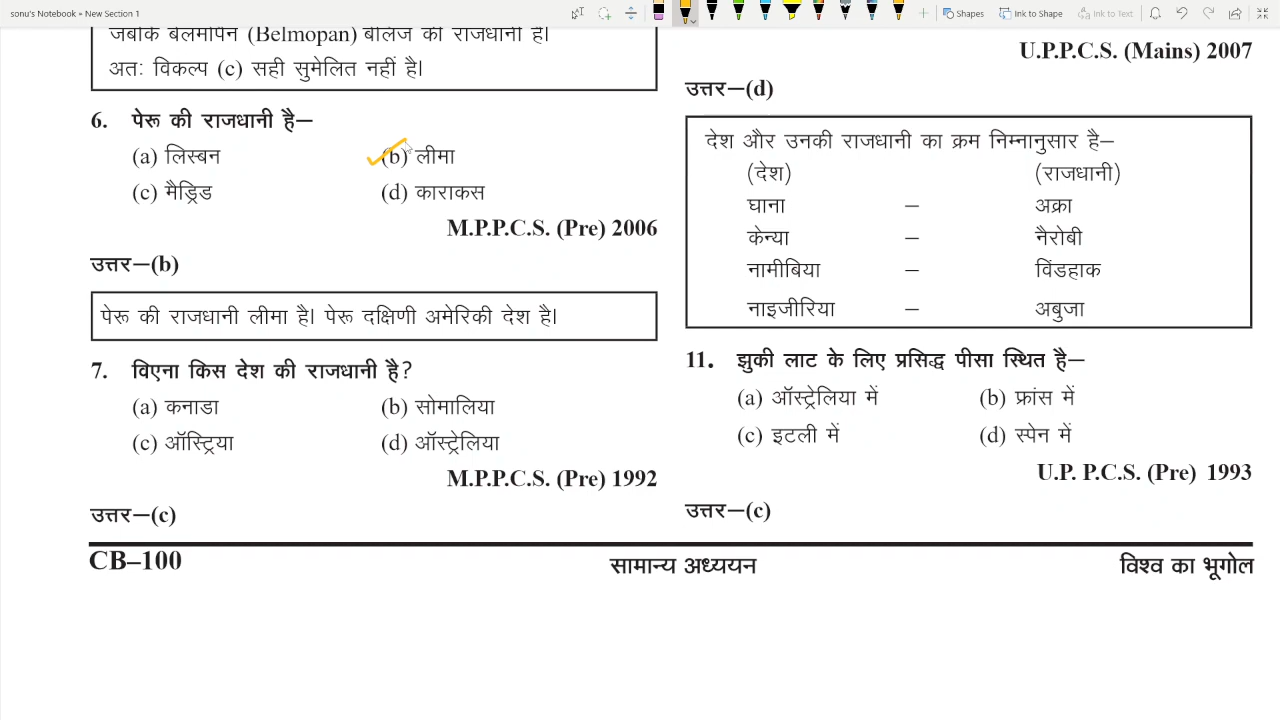 sonu's Notebook » New Section 1
Shapes
Ink to Shape
Ink to Text
जबकि बेलमोपन (Belmopan) बेलिज की राजधानी है।
अतः विकल्प (c) सही सुमेलित नहीं है।
6. पेरू की राजधानी है–
(a) लिस्बन (b) लीमा
(c) मैड्रिड (d) काराकस
M.P.P.C.S. (Pre) 2006
उत्तर–(b)
पेरू की राजधानी लीमा है। पेरू दक्षिणी अमेरिकी देश है।
7. विएना किस देश की राजधानी है?
(a) कनाडा (b) सोमालिया
(c) ऑस्ट्रिया (d) ऑस्ट्रेलिया
M.P.P.C.S. (Pre) 1992
उत्तर–(c)
U.P.P.C.S. (Mains) 2007
उत्तर–(d)
देश और उनकी राजधानी का क्रम निम्नानुसार है–
(देश) (राजधानी)
घाना – अक्रा
केन्या – नैरोबी
नामीबिया – विंडहाक
नाइजीरिया – अबुजा
11. झुकी लाट के लिए प्रसिद्ध पीसा स्थित है–
(a) ऑस्ट्रेलिया में (b) फ्रांस में
(c) इटली में (d) स्पेन में
U.P. P.C.S. (Pre) 1993
उत्तर–(c)
CB–100 सामान्य अध्ययन विश्व का भूगोल